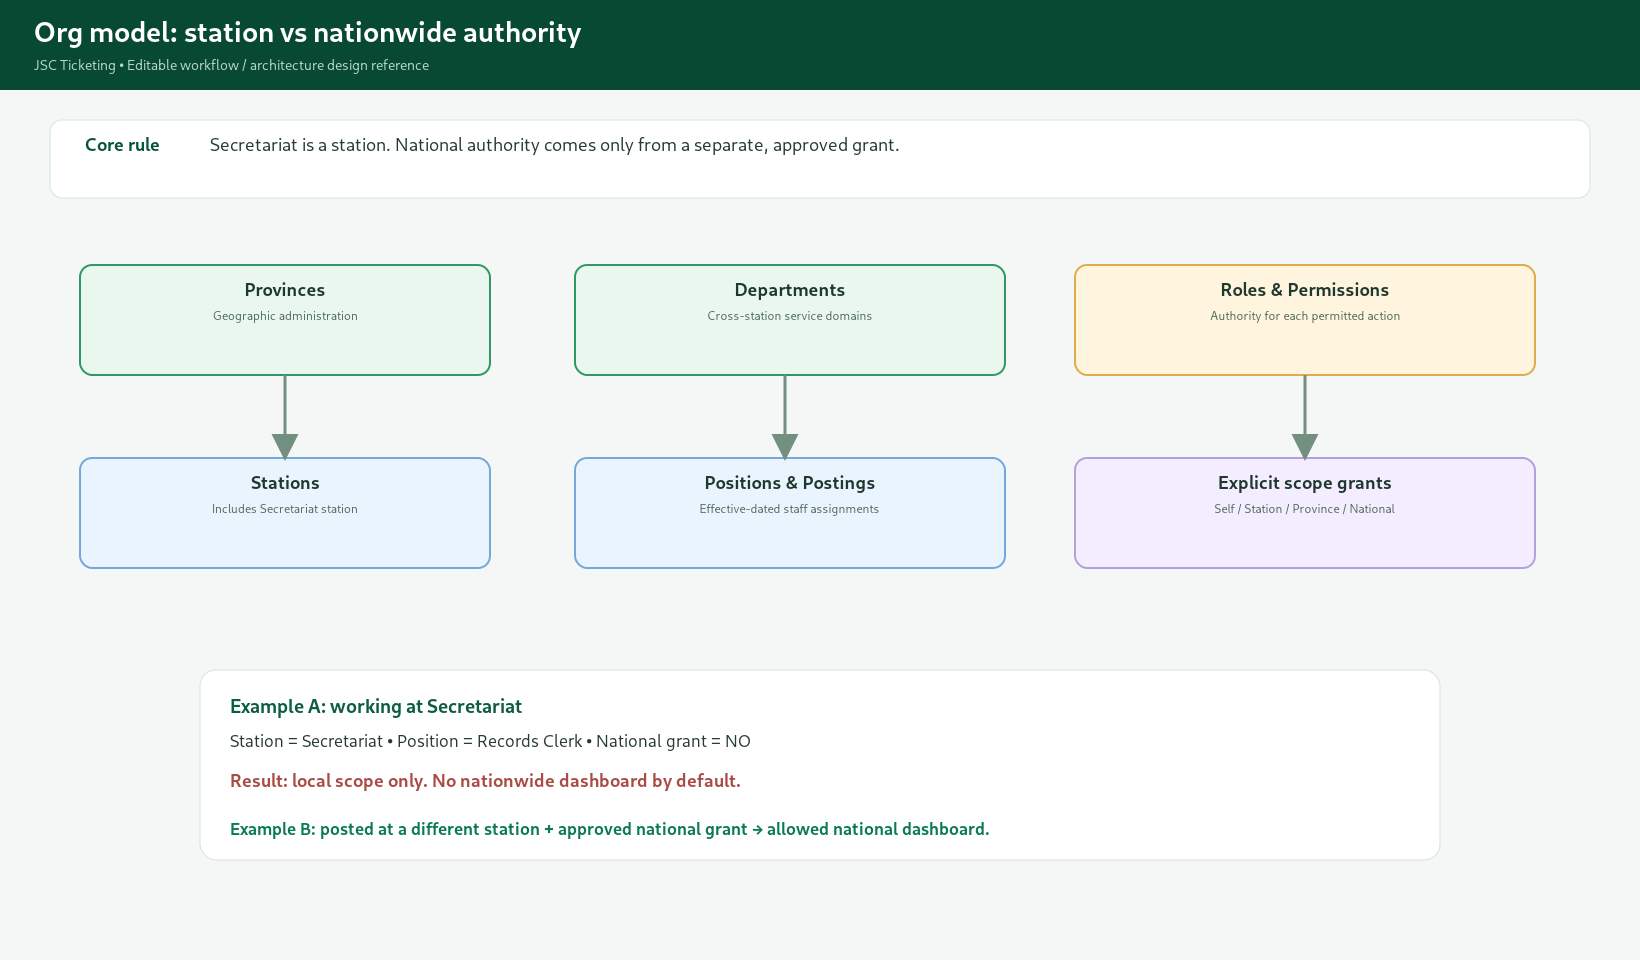 Org model: station vs nationwide authority
JSC Ticketing • Editable workflow / architecture design reference
Core rule
Secretariat is a station. National authority comes only from a separate, approved grant.
Provinces
Geographic administration
Departments
Cross-station service domains
Roles & Permissions
Authority for each permitted action
Stations
Includes Secretariat station
Positions & Postings
Effective-dated staff assignments
Explicit scope grants
Self / Station / Province / National
Example A: working at Secretariat
Station = Secretariat • Position = Records Clerk • National grant = NO
Result: local scope only. No nationwide dashboard by default.
Example B: posted at a different station + approved national grant → allowed national dashboard.